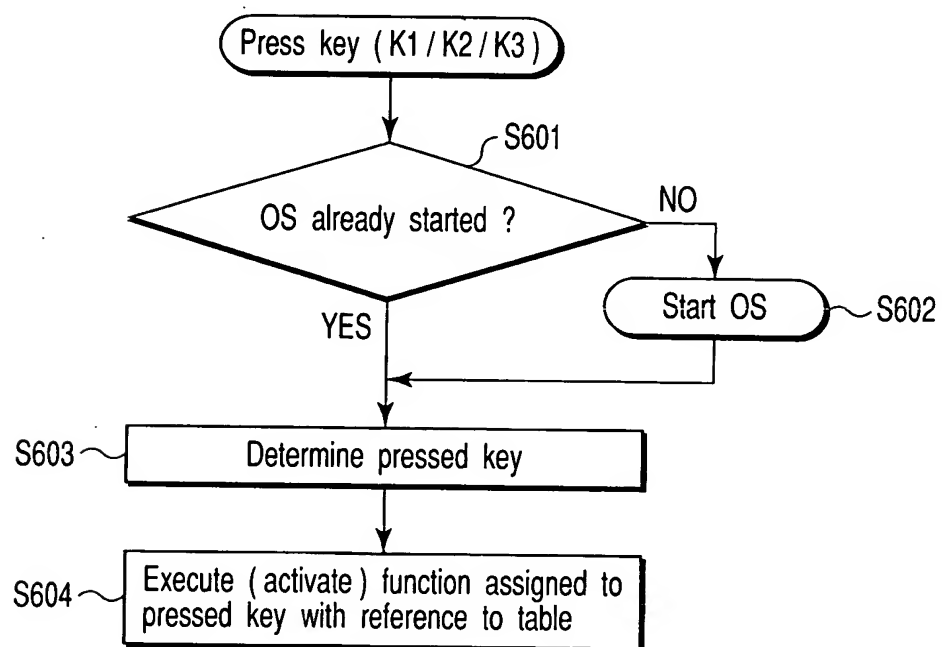 Press key ( K1 / K2 / K3 )
S601
OS already started ?
NO
Start OS
S602
YES
S603
Determine pressed key
S604
Execute ( activate ) function assigned to
pressed key with reference to table